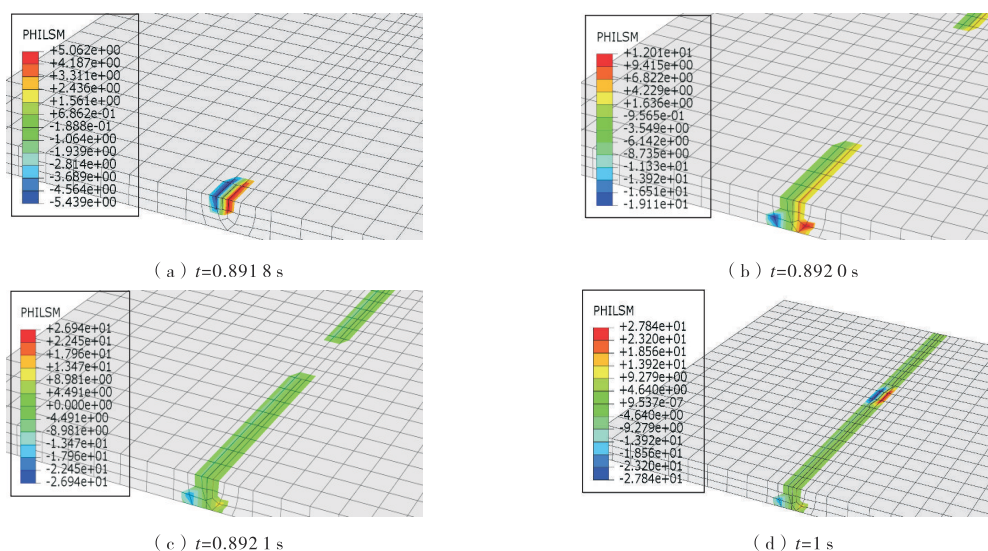 PHILSM
+5.062e+00
+4.187e+00
+3.311e+00
+2.436e+00
+1.561e+00
+6.862e-01
-1.888e-01
-1.064e+00
-1.939e+00
-2.814e+00
-3.689e+00
-4.564e+00
-5.439e+00
（a）t=0.891 8 s
PHILSM
+1.201e+01
+9.415e+00
+6.822e+00
+4.229e+00
+1.636e+00
-9.565e-01
-3.549e+00
-6.142e+00
-8.735e+00
-1.133e+01
-1.392e+01
-1.651e+01
-1.911e+01
（b）t=0.892 0 s
PHILSM
+2.694e+01
+2.245e+01
+1.796e+01
+1.347e+01
+8.981e+00
+4.491e+00
+0.000e+00
-4.491e+00
-8.981e+00
-1.347e+01
-1.796e+01
-2.245e+01
-2.694e+01
（c）t=0.892 1 s
PHILSM
+2.784e+01
+2.320e+01
+1.856e+01
+1.392e+01
+9.279e+00
+4.640e+00
+9.537e-07
-4.640e+00
-9.279e+00
-1.392e+01
-1.856e+01
-2.320e+01
-2.784e+01
（d）t=1 s